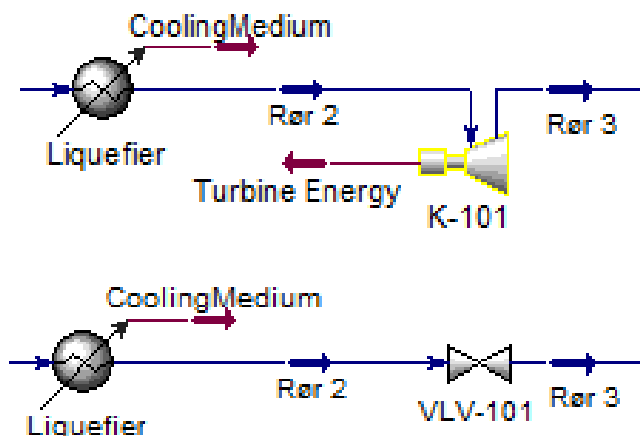 CoolingMedium
Rør 2
Rør 3
Liquefier
Turbine Energy
K-101
CoolingMedium
Rør 2
Rør 3
VLV-101
Liquefier